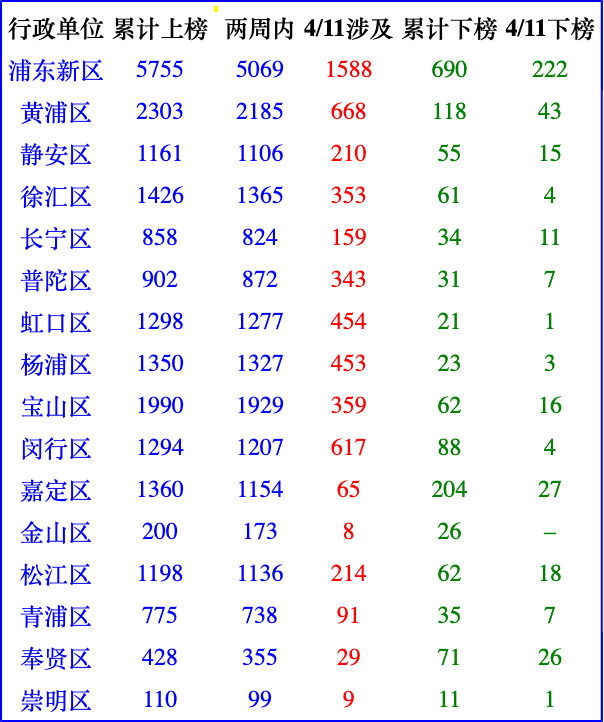 行政单位 累计上榜 两周内 4/11涉及 累计下榜 4/11下榜
浦东新区 5755 5069 1588 690 222
黄浦区 2303 2185 668 118 43
静安区 1161 1106 210 55 15
徐汇区 1426 1365 353 61 4
长宁区 858 824 159 34 11
普陀区 902 872 343 31 7
虹口区 1298 1277 454 21 1
杨浦区 1350 1327 453 23 3
宝山区 1990 1929 359 62 16
闵行区 1294 1207 617 88 4
嘉定区 1360 1154 65 204 27
金山区 200 173 8 26 –
松江区 1198 1136 214 62 18
青浦区 775 738 91 35 7
奉贤区 428 355 29 71 26
崇明区 110 99 9 11 1